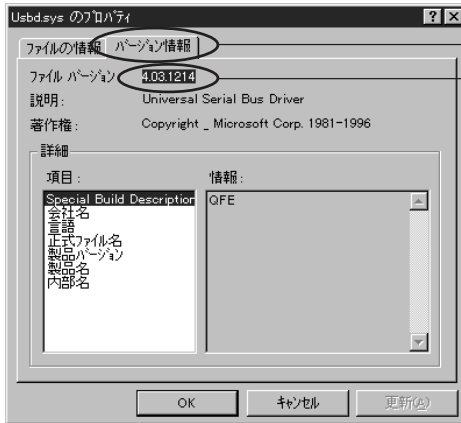 Usbd.sys のプロパティ
ファイルの情報 バージョン情報
ファイル バージョン: 4.03.1214
説明: Universal Serial Bus Driver
著作権: Copyright _ Microsoft Corp. 1981-1996
詳細
項目: 情報:
Special Build Description QFE
会社名
言語
正式ファイル名
製品バージョン
製品名
内部名
OK キャンセル 更新(A)